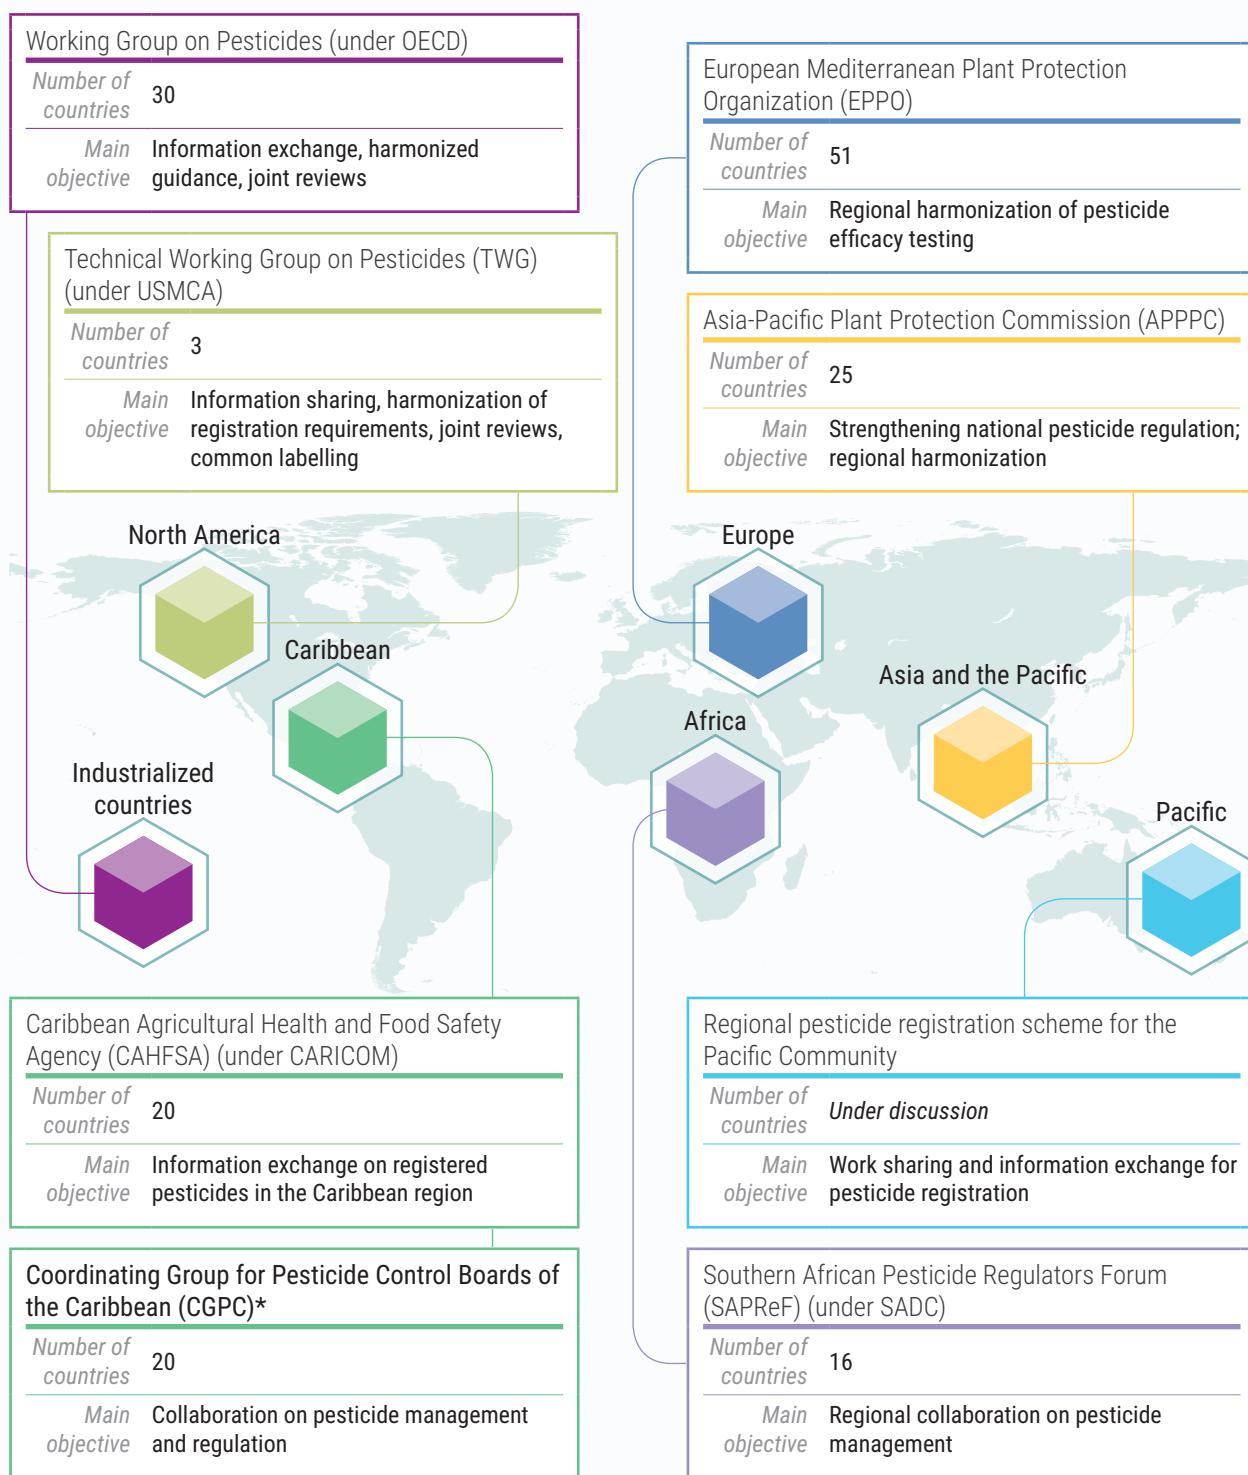 Working Group on Pesticides (under OECD)
Number of
countries
30
Main
objective
Information exchange, harmonized
guidance, joint reviews
European Mediterranean Plant Protection
Organization (EPPO)
Number of
countries
51
Main
objective
Regional harmonization of pesticide
efficacy testing
Technical Working Group on Pesticides (TWG)
(under USMCA)
Number of
countries
3
Main
objective
Information sharing, harmonization of
registration requirements, joint reviews,
common labelling
Asia-Pacific Plant Protection Commission (APPPC)
Number of
countries
25
Main
objective
Strengthening national pesticide regulation;
regional harmonization
North America
Europe
Caribbean
Asia and the Pacific
Africa
Industrialized
countries
Pacific
Caribbean Agricultural Health and Food Safety
Agency (CAHFSA) (under CARICOM)
Number of
countries
20
Main
objective
Information exchange on registered
pesticides in the Caribbean region
Regional pesticide registration scheme for the
Pacific Community
Number of
countries
Under discussion
Main
objective
Work sharing and information exchange for
pesticide registration
Coordinating Group for Pesticide Control Boards of
the Caribbean (CGPC)*
Number of
countries
20
Main
objective
Collaboration on pesticide management
and regulation
Southern African Pesticide Regulators Forum
(SAPReF) (under SADC)
Number of
countries
16
Main
objective
Regional collaboration on pesticide
management